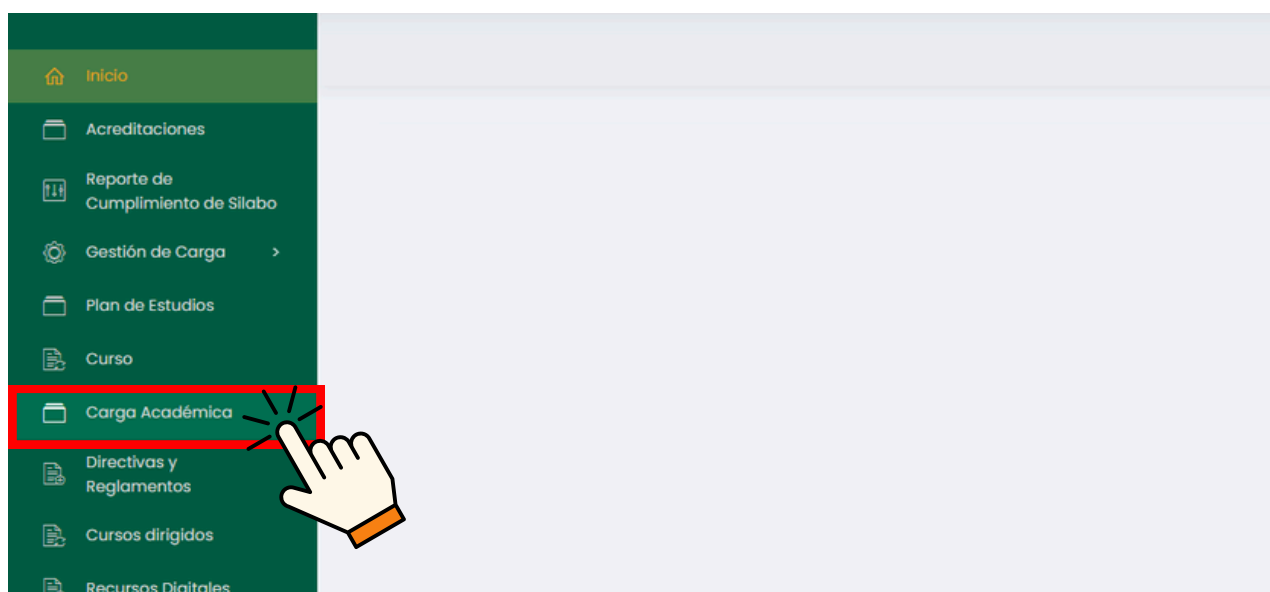 Inicio
Acreditaciones
Reporte de
Cumplimiento de Silabo
Gestión de Carga >
Plan de Estudios
Curso
Carga Académica
Directivas y
Reglamentos
Cursos dirigidos
Recursos Digitales